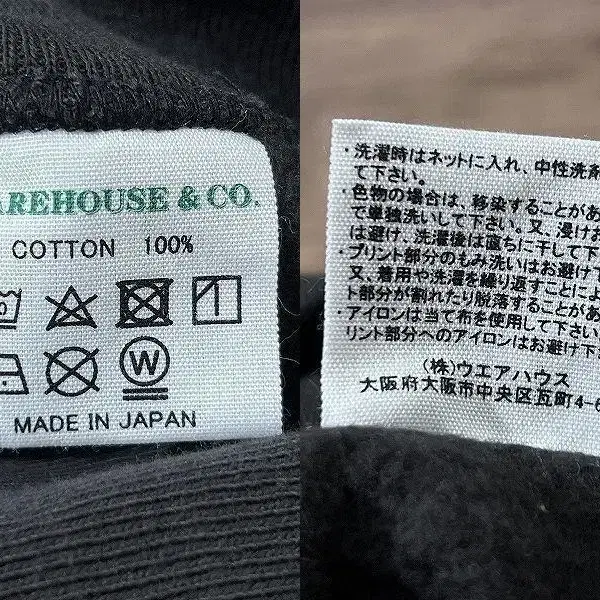 AREHOUSE & CO.
COTTON 100%
W
MADE IN JAPAN
・洗濯時はネットに入れ、中性洗剤
て下さい。
・色物の場合は、移染することがあ
で単独洗いして下さい。又、浸けお
は避け、洗濯後は直ちに干して下
・プリント部分のもみ洗いはお避け下
又、着用や洗濯を繰り返すことによ
ト部分が割れたり脱落することがあ
・アイロンは当て布を使用して下さい。
リント部分へのアイロンはお避け下さ
(株)ウエアハウス
大阪府大阪市中央区瓦町4-6